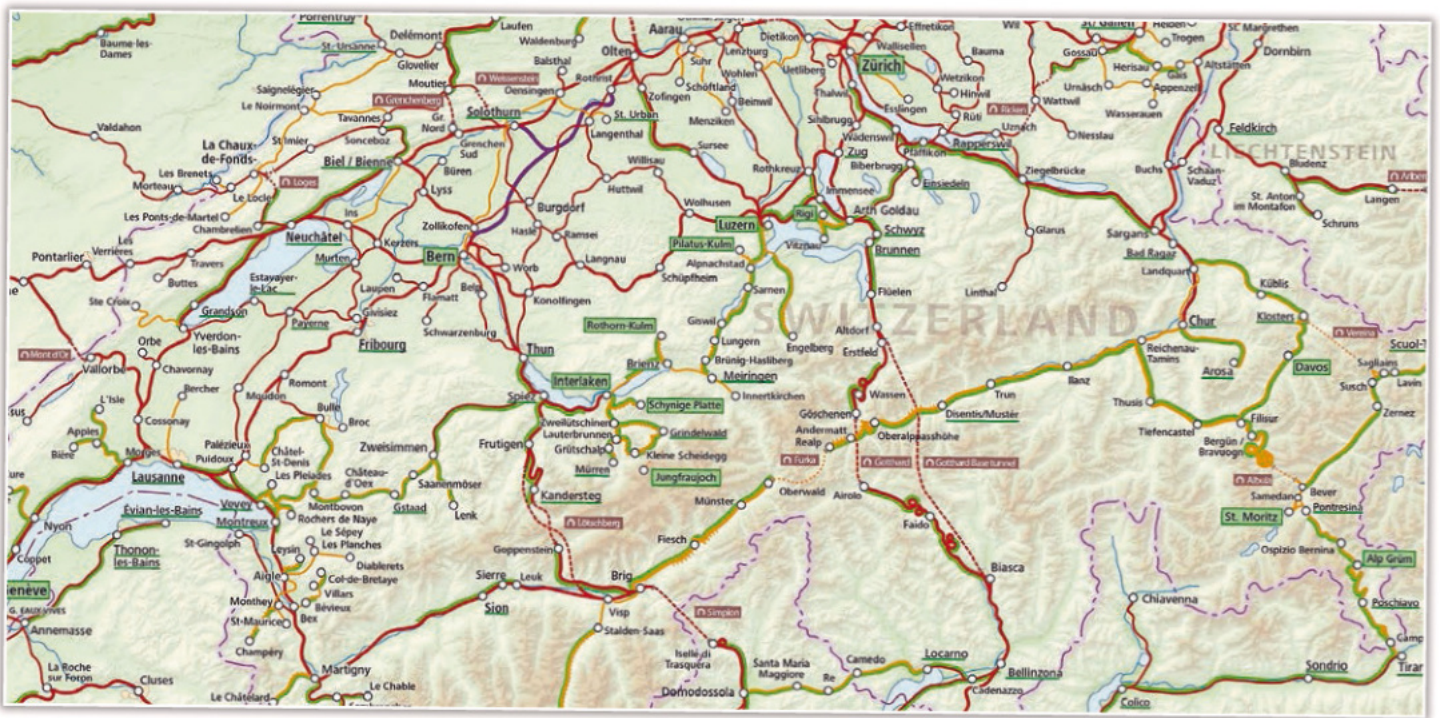 Porrentruy
Laufen
Baume-les-
Dames
St-Ursanne
Delémont
Glovelier
Waldenburg
Balsthal
Olten
Aarau
Suhr
Lenzburg
Dietikon
Wohlen
Uetliberg
Zürich
Wallisellen
Effretikon
Bauma
Wil
Wetzikon
Hinwil
St. Gallen
Heiden
Trogen
Gossau
Herisau
Gais
Urnäsch
Appenzell
Wasserauen
St. Margrethen
Dornbirn
Altstätten
Moutier
Weissenstein
Oensingen
Rothrist
Zofingen
Schöftland
Beinwil
Menziken
Thalwil
Esslingen
Rüti
Ricken
Uznach
Wattwil
Nesslau
Saignelégier
Le Noirmont
Tavannes
Grenchenberg
Gr.
Nord
Solothurn
St. Urban
Langenthal
Sursee
Sihlbrugg
Wädenswil
Pfäffikon
Rapperswil
Feldkirch
LIECHTENSTEIN
Valdahon
La Chaux-
de-Fonds
St Imier
Sonceboz
Biel / Bienne
Grenchen
Süd
Büren
Willisau
Huttwil
Rothkreuz
Zug
Biberbrugg
Einsiedeln
Ziegelbrücke
Buchs
Schaan-
Vaduz
Bludenz
St. Anton
im Montafon
Schruns
Langen
Arlberg
Les Brenets
Morteau
Le Locle
Loges
Les Ponts-de-Martel
Chambrelien
Ins
Lyss
Zollikofen
Burgdorf
Hasle
Ramsei
Wolhusen
Luzern
Immensee
Rigi
Arth Goldau
Schwyz
Brunnen
Vitznau
Glarus
Sargans
Bad Ragaz
Landquart
Les
Verrières
Pontarlier
Travers
Buttes
Neuchâtel
Murten
Kerzers
Bern
Worb
Langnau
Pilatus-Kulm
Alpnachstad
Schüpfheim
Sarnen
Flüelen
Linthal
Küblis
Klosters
Ste Croix
Grandson
Estavayer-
le-Lac
Payerne
Laupen
Flamatt
Belp
Konolfingen
Givisiez
Schwarzenburg
Fribourg
Rothorn-Kulm
Giswil
Lungern
Engelberg
SWITZERLAND
Altdorf
Erstfeld
Chur
Reichenau-
Tamins
Arosa
Vereina
Davos
Sagliains
Susch
Lavin
Zernez
Mont d'Or
Vallorbe
Orbe
Yverdon-
les-Bains
Chavornay
Bercher
Romont
Moudon
Thun
Interlaken
Brienz
Brünig-Hasliberg
Meiringen
Innertkirchen
Wassen
Göschenen
Andermatt
Realp
Oberalppasshöhe
Disentis/Mustér
Trun
Ilanz
Thusis
Tiefencastel
Filisur
Bergün /
Bravuogn
L'Isle
Apples
Bière
Cossonay
Morges
Lausanne
Palézieux
Puidoux
Bulle
Broc
Châtel-
St-Denis
Les Pleiades
Château-
d'Oex
Montbovon
Gstaad
Saanenmöser
Zweisimmen
Lenk
Spiez
Frutigen
Schynige Platte
Zweilütschinen
Lauterbrunnen
Grütschalp
Mürren
Grindelwald
Kleine Scheidegg
Jungfraujoch
Furka
Gotthard
Gotthard Basetunnel
Oberwald
Münster
Airolo
Faido
Albula
Samedan
Bever
Pontresina
St. Moritz
Ospizio Bernina
Alp Grüm
Poschiavo
Nyon
Coppet
Évian-les-Bains
Thonon-
les-Bains
Vevey
Montreux
Rochers de Naye
St-Gingolph
Le Sépey
Les Planches
Leysin
Diablerets
Aigle
Col-de-Bretaye
Villars
Bévieux
Bex
Monthey
St-Maurice
Champéry
Kandersteg
Lötschberg
Goppenstein
Fiesch
Sierre
Leuk
Sion
Brig
Visp
Stalden-Saas
Simplon
Iselle di
Trasquera
Domodossola
Santa Maria
Maggiore
Re
Camedo
Locarno
Cadenazzo
Bellinzona
Biasca
Chiavenna
Colico
Sondrio
Annemasse
La Roche
sur Foron
Cluses
Martigny
Le Châtelard
Le Chable